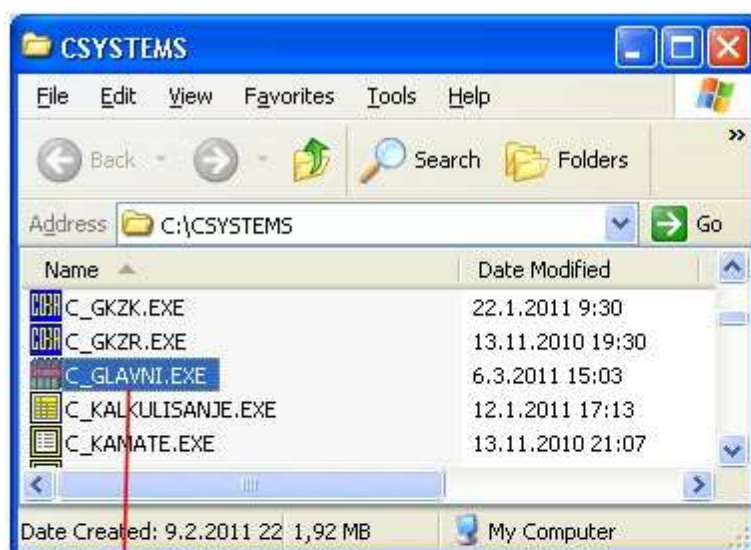 CSYSTEMS
File Edit View Favorites Tools Help
Back Search Folders »
Address C:\CSYSTEMS Go
Name Date Modified
C_GKZK.EXE 22.1.2011 9:30
C_GKZR.EXE 13.11.2010 19:30
C_GLAVNI.EXE 6.3.2011 15:03
C_KALKULISANJE.EXE 12.1.2011 17:13
C_KAMATE.EXE 13.11.2010 21:07
Date Created: 9.2.2011 22 1,92 MB My Computer